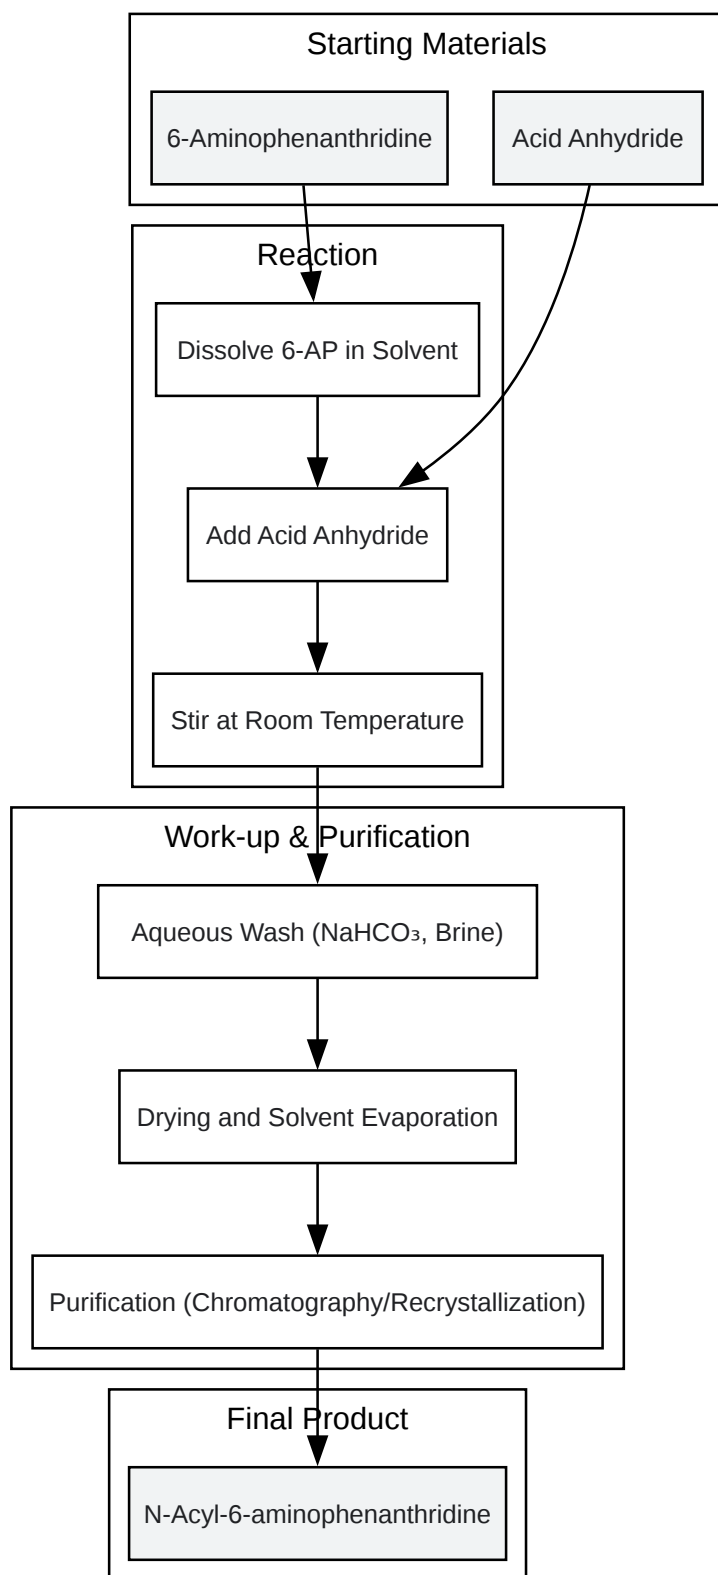 Starting Materials
6-Aminophenanthridine
Acid Anhydride
Reaction
Dissolve 6-AP in Solvent
Add Acid Anhydride
Stir at Room Temperature
Work-up & Purification
Aqueous Wash (NaHCO₃, Brine)
Drying and Solvent Evaporation
Purification (Chromatography/Recrystallization)
Final Product
N-Acyl-6-aminophenanthridine